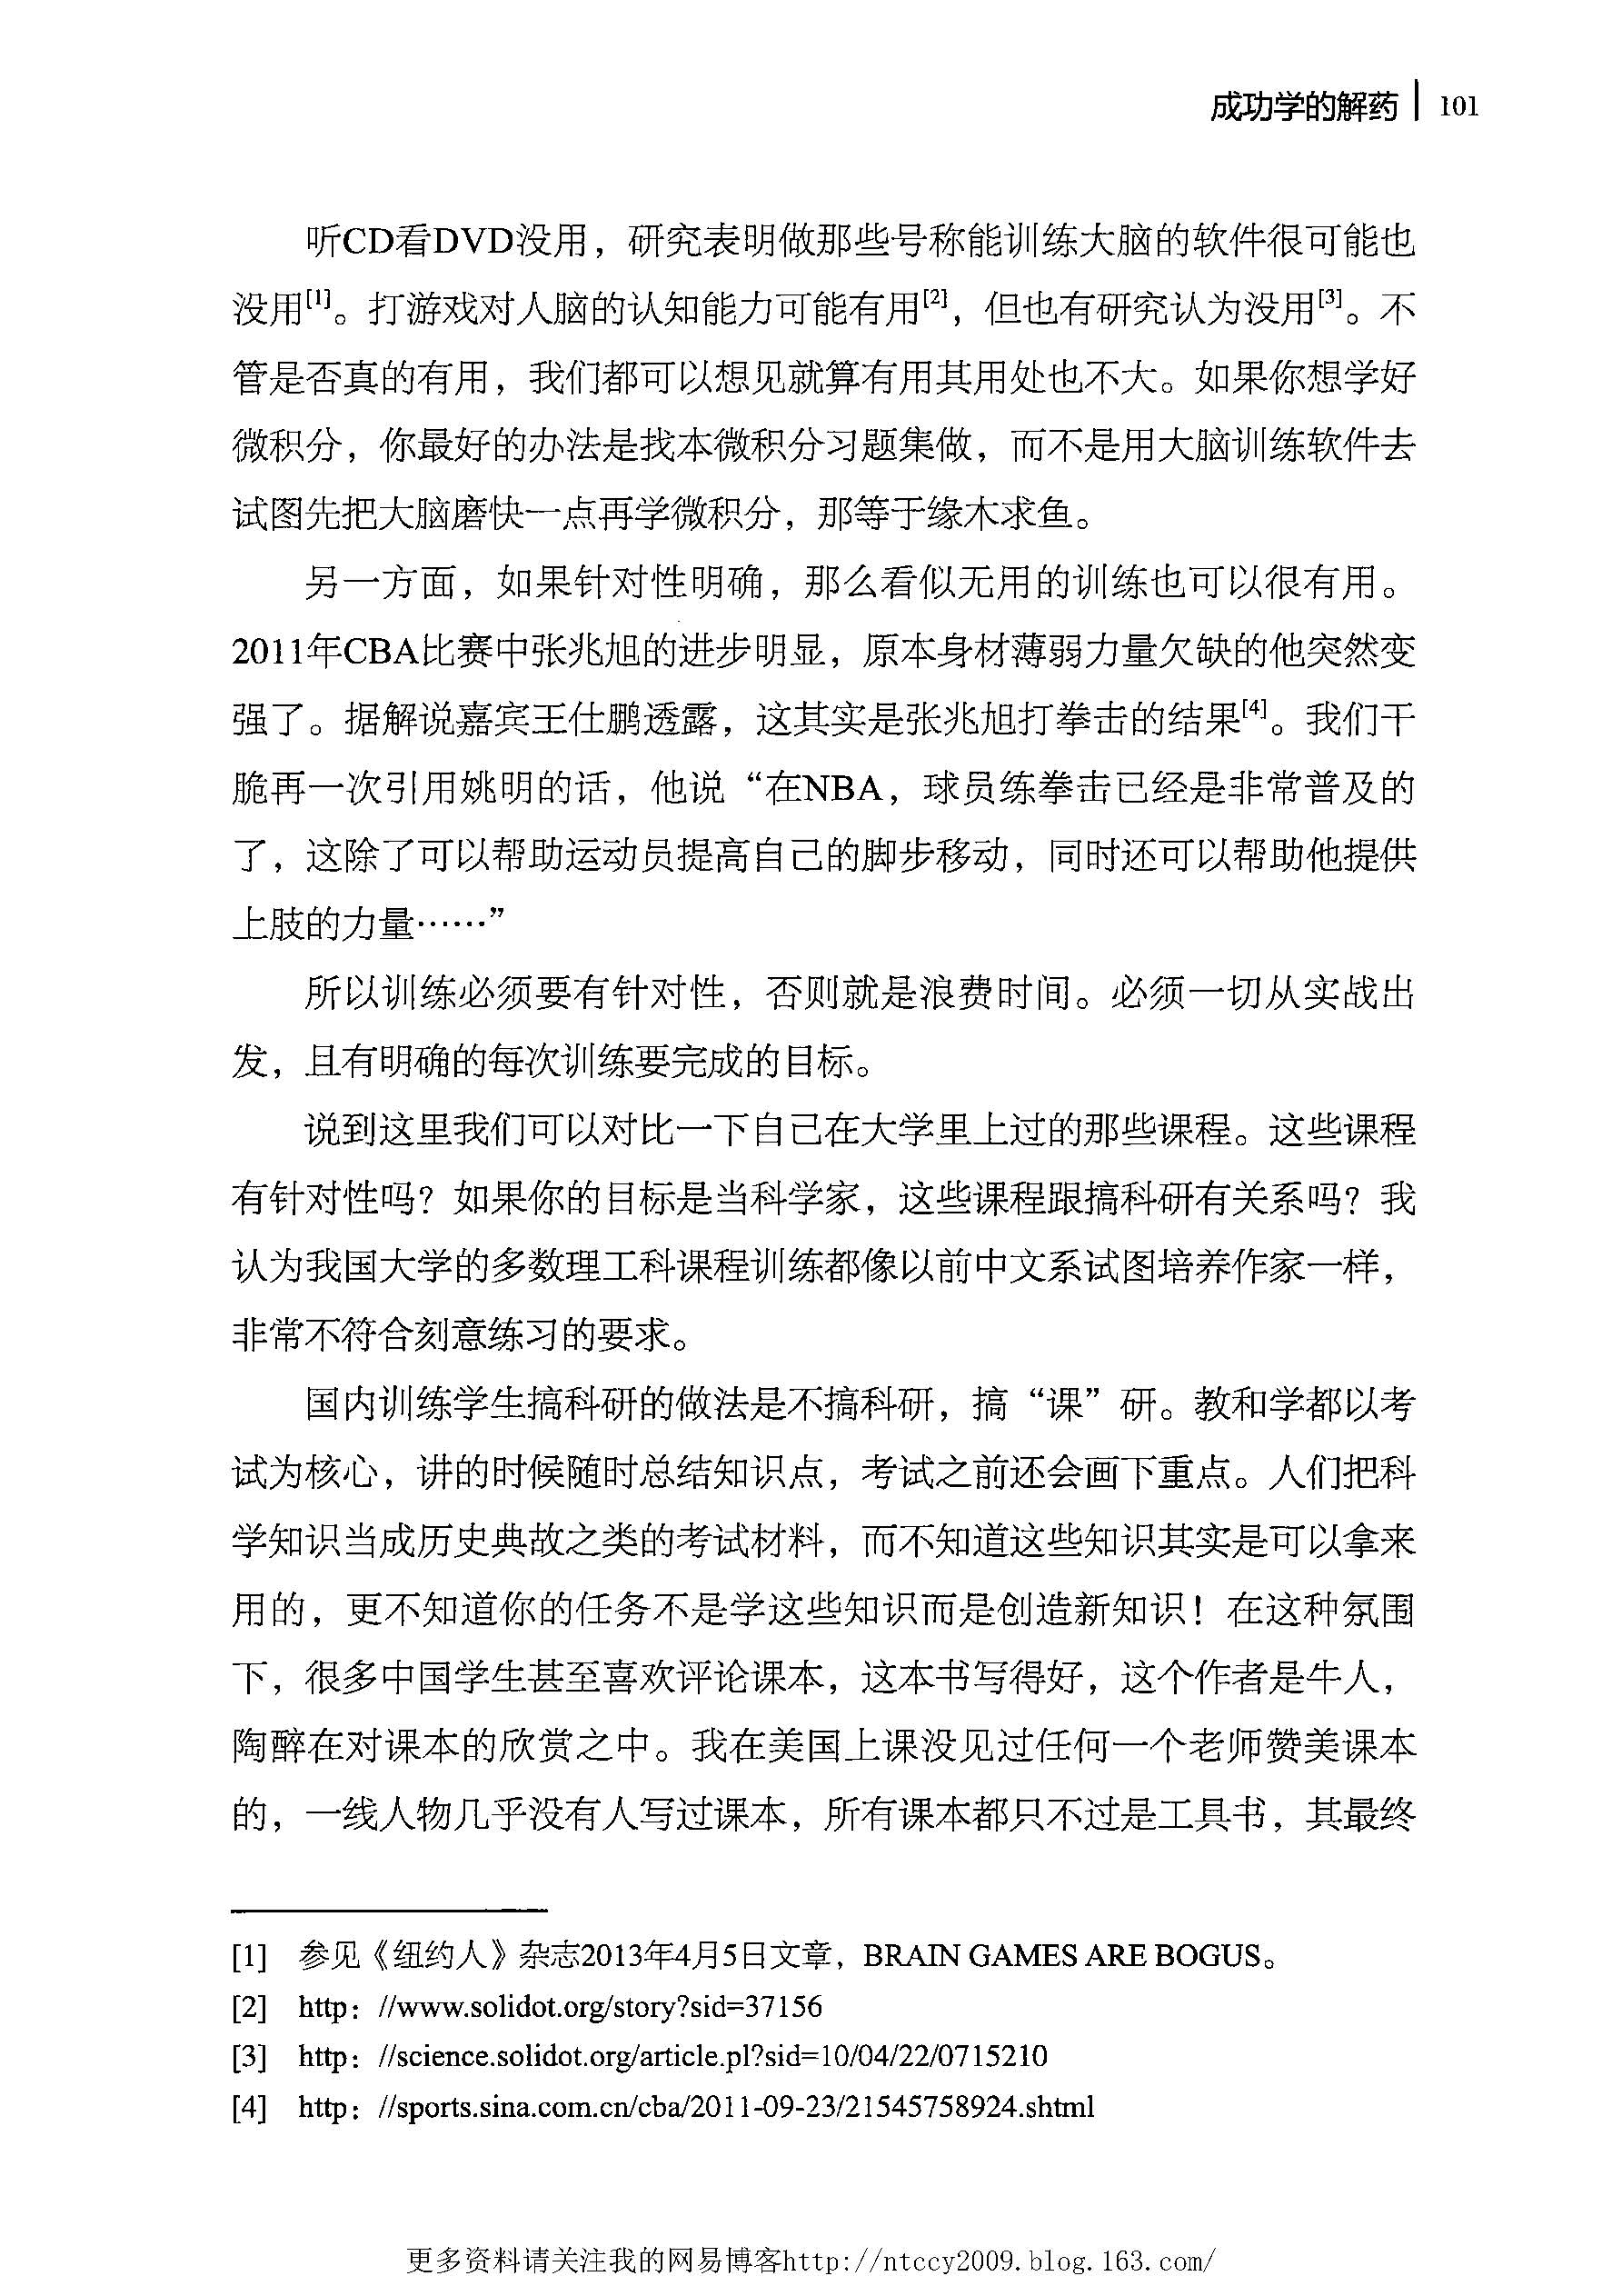 成功学的解药 | 101
听CD看DVD没用，研究表明做那些号称能训练大脑的软件很可能也
没用[1]。打游戏对人脑的认知能力可能有用[2]，但也有研究认为没用[3]。不
管是否真的有用，我们都可以想见就算有用其用处也不大。如果你想学好
微积分，你最好的办法是找本微积分习题集做，而不是用大脑训练软件去
试图先把大脑磨快一点再学微积分，那等于缘木求鱼。
另一方面，如果针对性明确，那么看似无用的训练也可以很有用。
2011年CBA比赛中张兆旭的进步明显，原本身材薄弱力量欠缺的他突然变
强了。据解说嘉宾王仕鹏透露，这其实是张兆旭打拳击的结果[4]。我们干
脆再一次引用姚明的话，他说“在NBA，球员练拳击已经是非常普及的
了，这除了可以帮助运动员提高自己的脚步移动，同时还可以帮助他提供
上肢的力量……”
所以训练必须要有针对性，否则就是浪费时间。必须一切从实战出
发，且有明确的每次训练要完成的目标。
说到这里我们可以对比一下自己在大学里上过的那些课程。这些课程
有针对性吗？如果你的目标是当科学家，这些课程跟搞科研有关系吗？我
认为我国大学的多数理工科课程训练都像以前中文系试图培养作家一样，
非常不符合刻意练习的要求。
国内训练学生搞科研的做法是不搞科研，搞“课”研。教和学都以考
试为核心，讲的时候随时总结知识点，考试之前还会画下重点。人们把科
学知识当成历史典故之类的考试材料，而不知道这些知识其实是可以拿来
用的，更不知道你的任务不是学这些知识而是创造新知识！在这种氛围
下，很多中国学生甚至喜欢评论课本，这本书写得好，这个作者是牛人，
陶醉在对课本的欣赏之中。我在美国上课没见过任何一个老师赞美课本
的，一线人物几乎没有人写过课本，所有课本都只不过是工具书，其最终
[1] 参见《纽约人》杂志2013年4月5日文章，BRAIN GAMES ARE BOGUS。
[2] http：//www.solidot.org/story?sid=37156
[3] http：//science.solidot.org/article.pl?sid=10/04/22/0715210
[4] http：//sports.sina.com.cn/cba/2011-09-23/21545758924.shtml
更多资料请关注我的网易博客http://ntccy2009.blog.163.com/